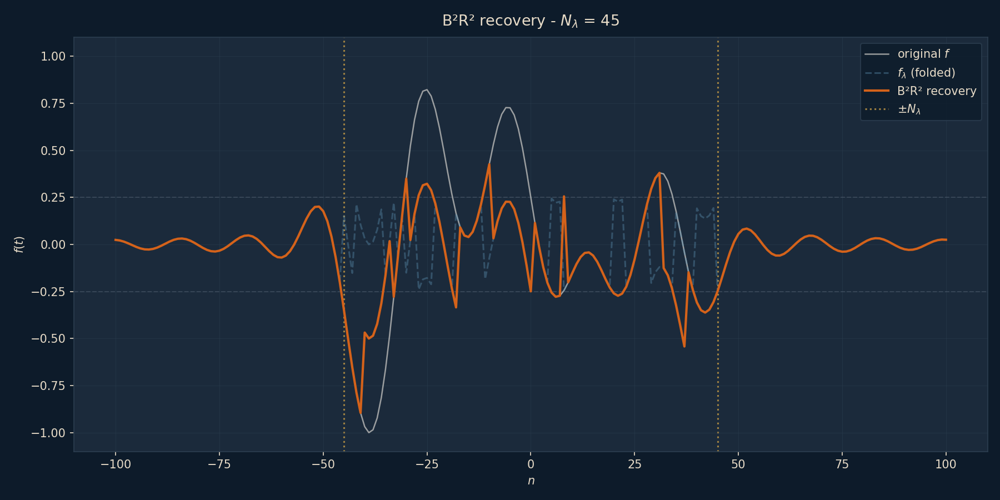 B²R² recovery - Nλ = 45
original f
fλ (folded)
B²R² recovery
±Nλ
f(t)
1.00
0.75
0.50
0.25
0.00
−0.25
−0.50
−0.75
−1.00
−100 −75 −50 −25 0 25 50 75 100
n